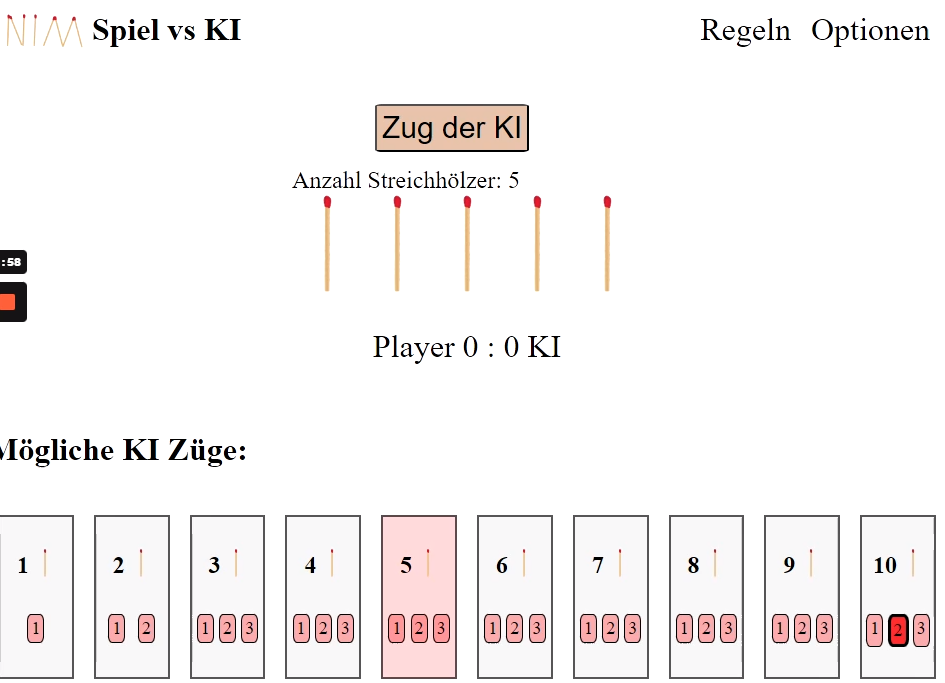 NIMM Spiel vs KI Regeln Optionen
Zug der KI
Anzahl Streichhölzer: 5
:58
Player 0 : 0 KI
Mögliche KI Züge:
1 2 3 4 5 6 7 8 9 10
1 1 2 1 2 3 1 2 3 1 2 3 1 2 3 1 2 3 1 2 3 1 2 3 1 2 3